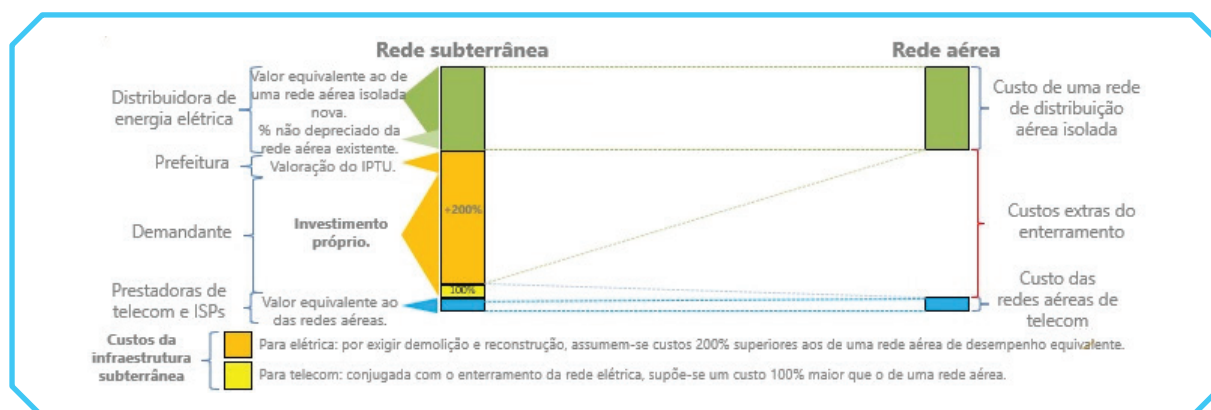 Rede subterrânea
Rede aérea
Distribuidora de
energia elétrica
Valor equivalente ao de
uma rede aérea isolada
nova.
% não depreciado da
rede aérea existente.
Custo de uma rede
de distribuição
aérea isolada
Prefeitura
Valoração do IPTU.
+200%
Demandante
Investimento
próprio.
Custos extras do
enterramento
100%
Prestadoras de
telecom e ISPs
Valor equivalente ao
das redes aéreas.
Custo das
redes aéreas de
telecom
Custos da
infraestrutura
subterrânea
Para elétrica: por exigir demolição e reconstrução, assumem-se custos 200% superiores aos de uma rede aérea de desempenho equivalente.
Para telecom: conjugada com o enterramento da rede elétrica, supõe-se um custo 100% maior que o de uma rede aérea.